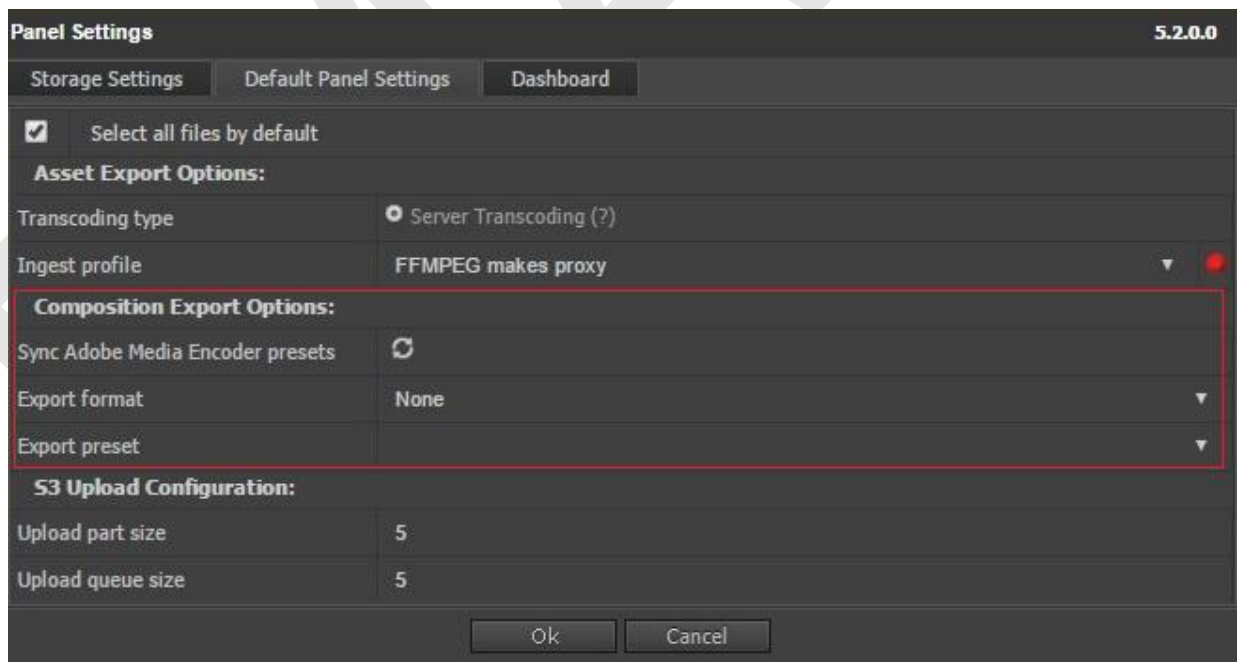 Panel Settings 5.2.0.0
Storage Settings Default Panel Settings Dashboard
Select all files by default
Asset Export Options:
Transcoding type Server Transcoding (?)
Ingest profile FFMPEG makes proxy
Composition Export Options:
Sync Adobe Media Encoder presets
Export format None
Export preset
S3 Upload Configuration:
Upload part size 5
Upload queue size 5
Ok Cancel